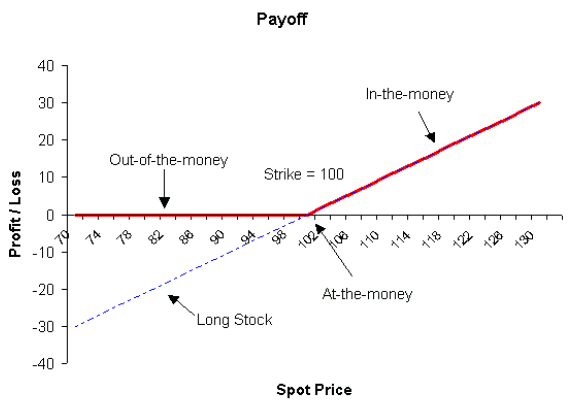 Payoff
40
In-the-money
30
20
Out-of-the-money
Strike = 100
10
0
70 74 78 82 86 90 94 98 102 106 110 114 118 122 126 130
Profit / Loss
-10
At-the-money
-20
Long Stock
-30
-40
Spot Price